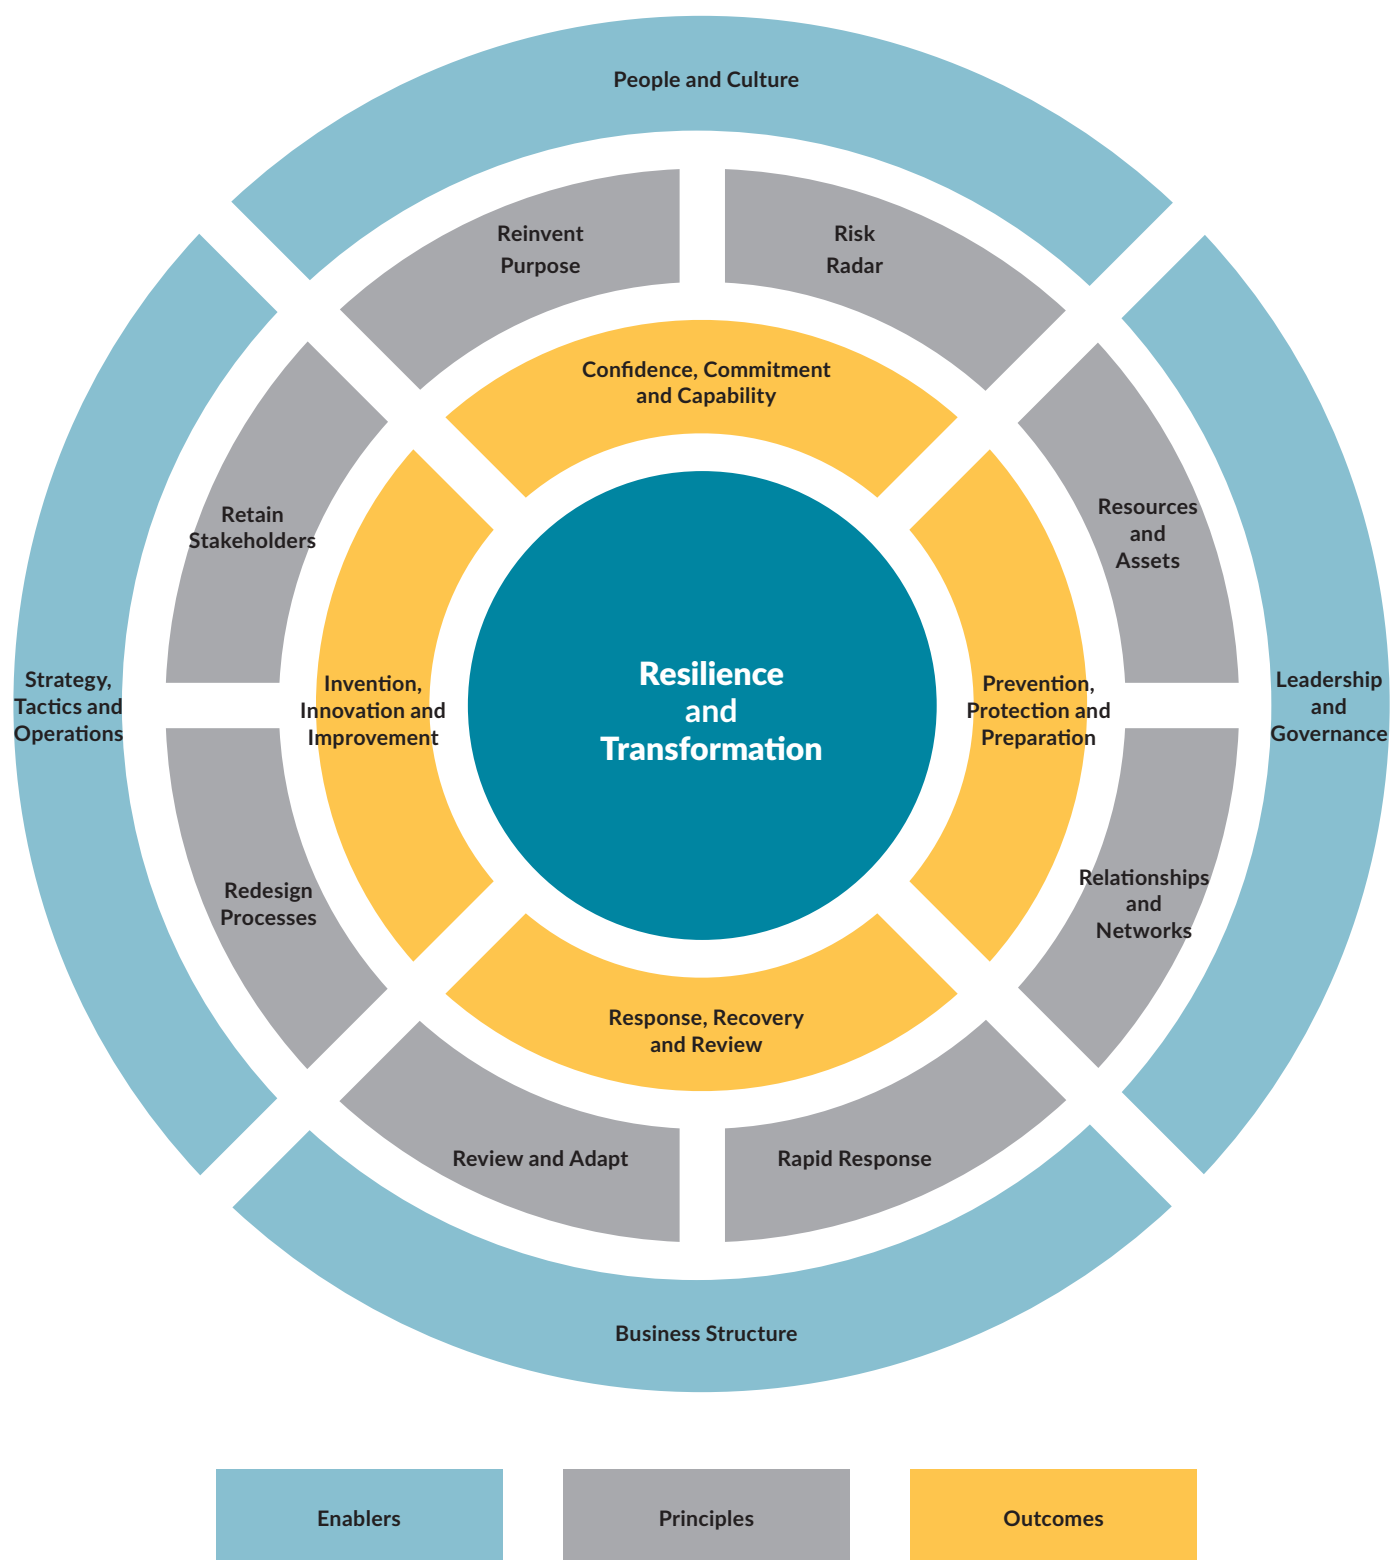 People and Culture
Reinvent
Purpose
Risk
Radar
Confidence, Commitment
and Capability
Retain
Stakeholders
Resources
and
Assets
Strategy,
Tactics and
Operations
Invention,
Innovation and
Improvement
Resilience
and
Transformation
Prevention,
Protection and
Preparation
Leadership
and
Governance
Redesign
Processes
Relationships
and
Networks
Response, Recovery
and Review
Review and Adapt
Rapid Response
Business Structure
Enablers
Principles
Outcomes